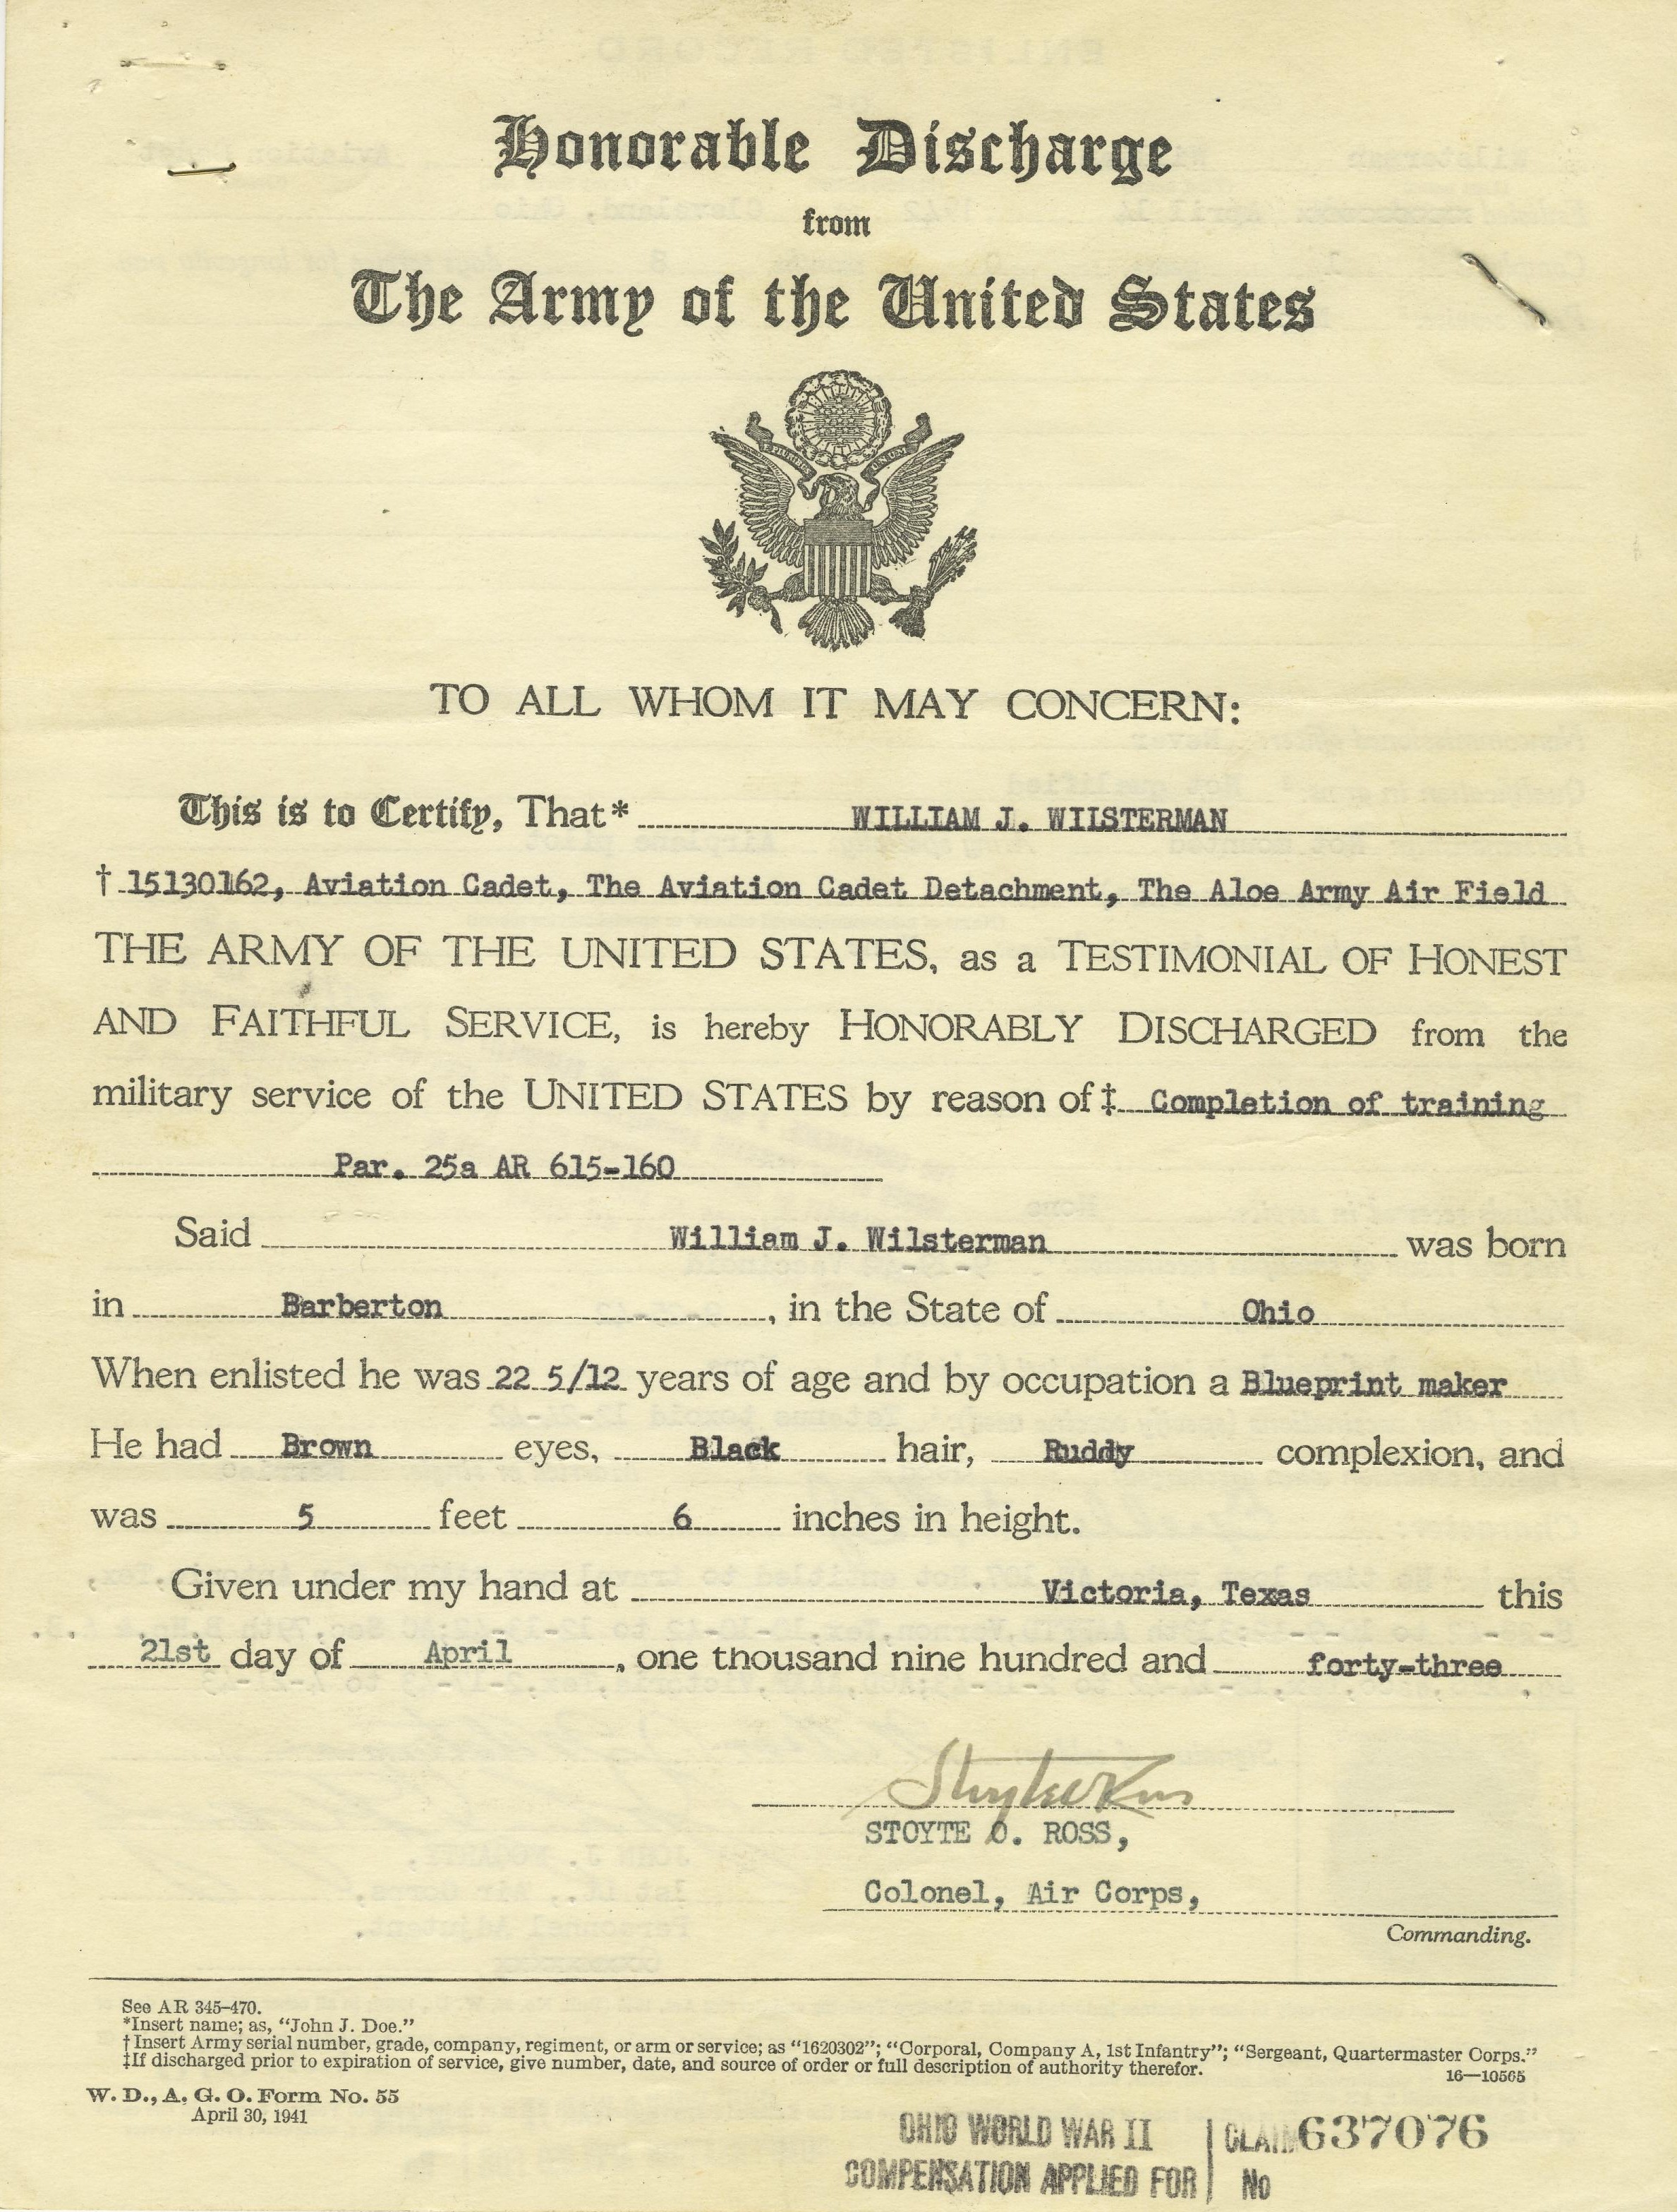 Honorable Discharge
from
The Army of the United States
TO ALL WHOM IT MAY CONCERN:
This is to Certify, That* WILLIAM J. WIISTERMAN
† 15130162, Aviation Cadet, The Aviation Cadet Detachment, The Aloe Army Air Field
THE ARMY OF THE UNITED STATES, as a TESTIMONIAL OF HONEST
AND FAITHFUL SERVICE, is hereby HONORABLY DISCHARGED from the
military service of the UNITED STATES by reason of ‡ Completion of training
Par. 25a AR 615-160
Said William J. Wilsterman was born
in Barberton, in the State of Ohio
When enlisted he was 22 5/12 years of age and by occupation a Blueprint maker
He had Brown eyes, Black hair, Ruddy complexion, and
was 5 feet 6 inches in height.
Given under my hand at Victoria, Texas this
21st day of April, one thousand nine hundred and forty-three
STOYTE O. ROSS,
Colonel, Air Corps,
Commanding.
See AR 345–470.
*Insert name; as, “John J. Doe.”
†Insert Army serial number, grade, company, regiment, or arm or service; as “1620302”; “Corporal, Company A, 1st Infantry”; “Sergeant, Quartermaster Corps.”
‡If discharged prior to expiration of service, give number, date, and source of order or full description of authority therefor.
16—10565
W. D., A. G. O. Form No. 55
April 30, 1941
OHIO WORLD WAR II CLAIM 637076
COMPENSATION APPLIED FOR No